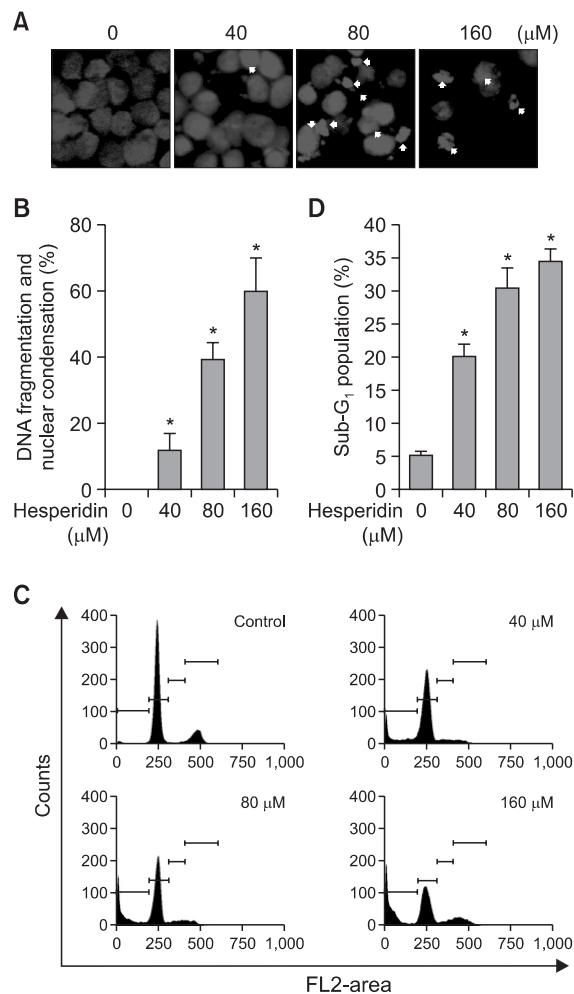 A
0 40 80 160 (μM)
B
80
60
40
20
0
DNA fragmentation and
nuclear condensation (%)
* * *
Hesperidin 0 40 80 160
(μM)
D
40
35
30
25
20
15
10
5
0
Sub-G1 population (%)
* * *
Hesperidin 0 40 80 160
(μM)
C
Counts
Control
400
300
200
100
0
0 250 500 750 1,000
40 μM
400
300
200
100
0
0 250 500 750 1,000
80 μM
400
300
200
100
0
0 250 500 750 1,000
160 μM
400
300
200
100
0
0 250 500 750 1,000
FL2-area